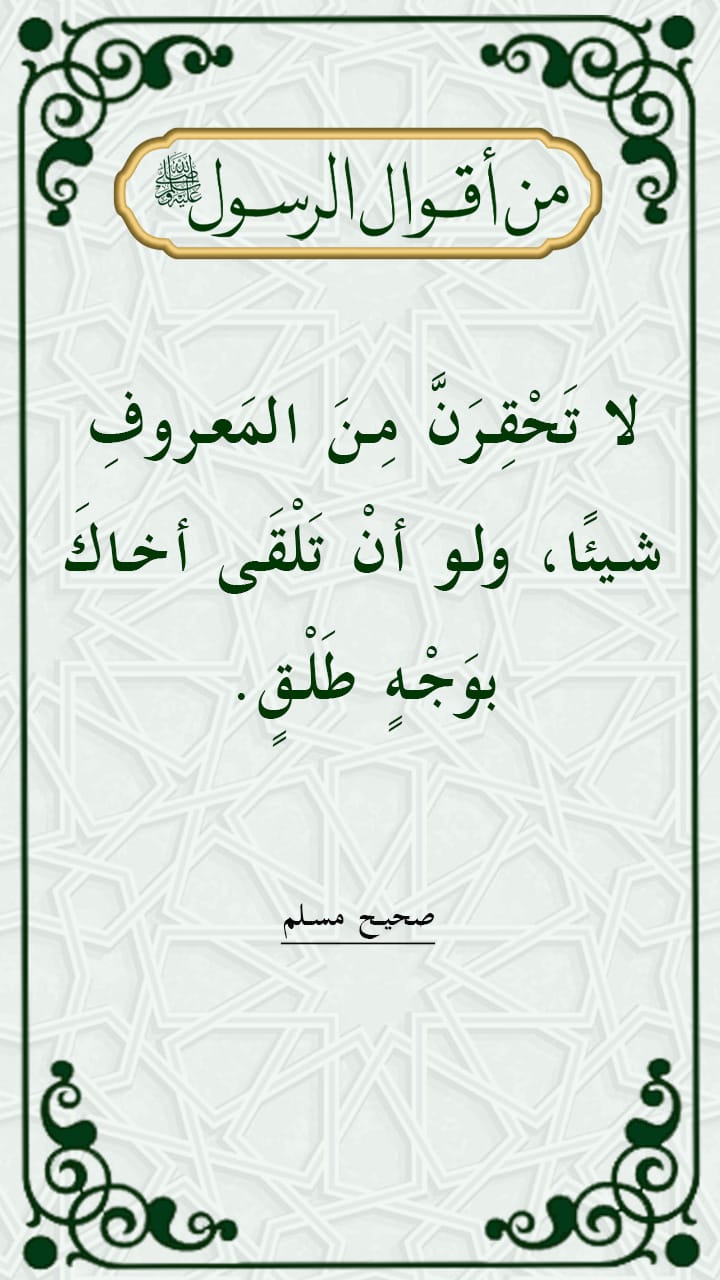 من أقوال الرسول ﷺ
لا تَحْقِرَنَّ مِنَ المَعروفِ
شيئًا، ولو أنْ تَلْقَى أخاكَ
بوَجْهٍ طَلْقٍ.
صحيح مسلم